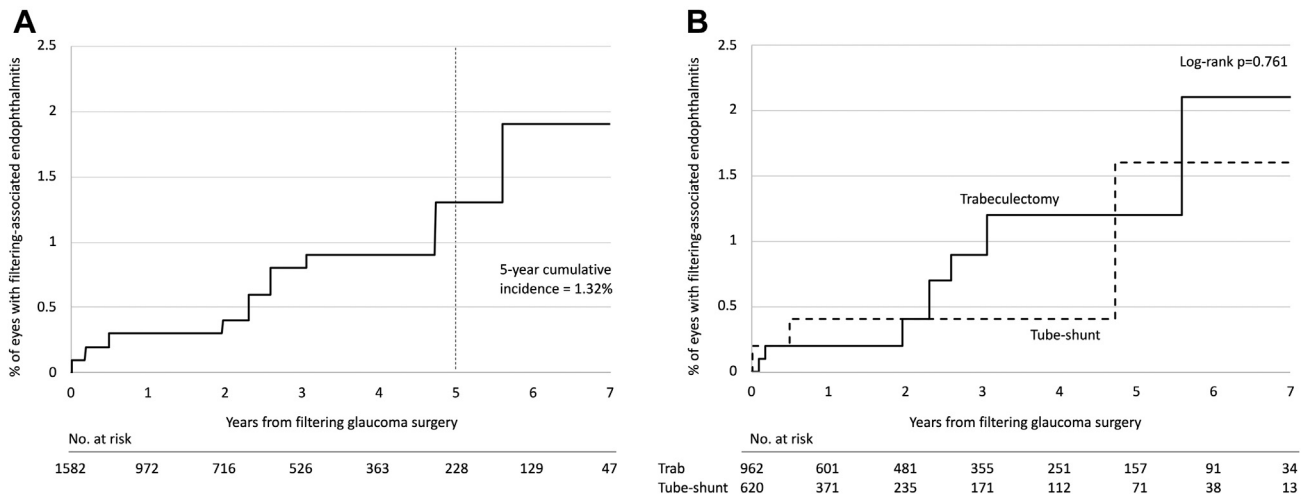 A
% of eyes with filtering-associated endophthalmitis
2.5
2
1.5
1
0.5
0
5-year cumulative
incidence = 1.32%
0 1 2 3 4 5 6 7
Years from filtering glaucoma surgery
No. at risk
1582 972 716 526 363 228 129 47
B
% of eyes with filtering-associated endophthalmitis
2.5
2
1.5
1
0.5
0
Log-rank p=0.761
Trabeculectomy
Tube-shunt
0 1 2 3 4 5 6 7
Years from filtering glaucoma surgery
No. at risk
Trab 962 601 481 355 251 157 91 34
Tube-shunt 620 371 235 171 112 71 38 13